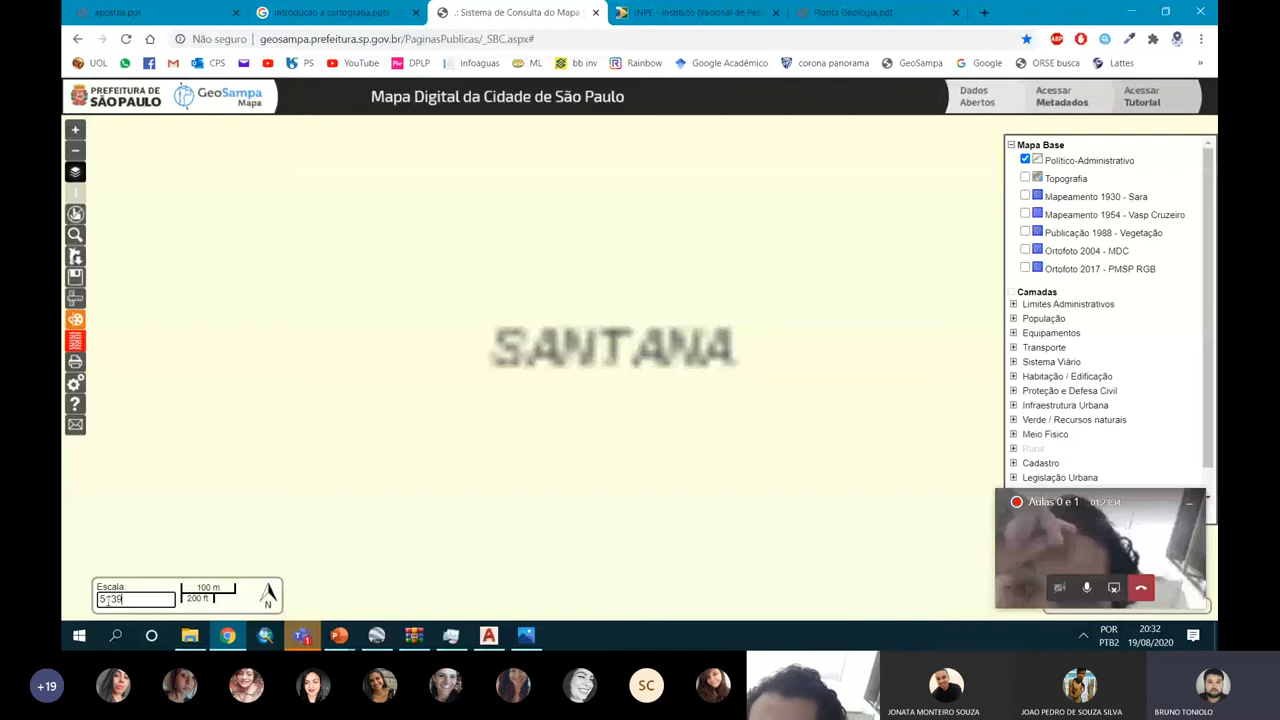 apostila.pdf
introducao a cartografia.pptx -
.: Sistema de Consulta do Mapa
INPE - Instituto Nacional de Pes
Planta Geologia.pdf
Não seguro
geosampa.prefeitura.sp.gov.br/PaginasPublicas/_SBC.aspx#
UOL
CPS
PS
YouTube
DPLP
Infoaguas
ML
bb inv
Rainbow
Google Acadêmico
corona panorama
GeoSampa
Google
ORSE busca
Lattes
PREFEITURA DE
SÃO PAULO
GeoSampa
Mapa
Mapa Digital da Cidade de São Paulo
Dados
Abertos
Acessar
Metadados
Acessar
Tutorial
Mapa Base
Político-Administrativo
Topografia
Mapeamento 1930 - Sara
Mapeamento 1954 - Vasp Cruzeiro
Publicação 1988 - Vegetação
Ortofoto 2004 - MDC
Ortofoto 2017 - PMSP RGB
Camadas
Limites Administrativos
População
Equipamentos
Transporte
Sistema Viário
Habitação / Edificação
Proteção e Defesa Civil
Infraestrutura Urbana
Verde / Recursos naturais
Meio Fisico
Rural
Cadastro
Legislação Urbana
SANTANA
Aulas 0 e 1
01:23:34
Escala
100 m
200 ft
N
POR
PTB2
20:32
19/08/2020
+19
SC
JONATA MONTEIRO SOUZA
JOAO PEDRO DE SOUZA SILVA
BRUNO TONIOLO